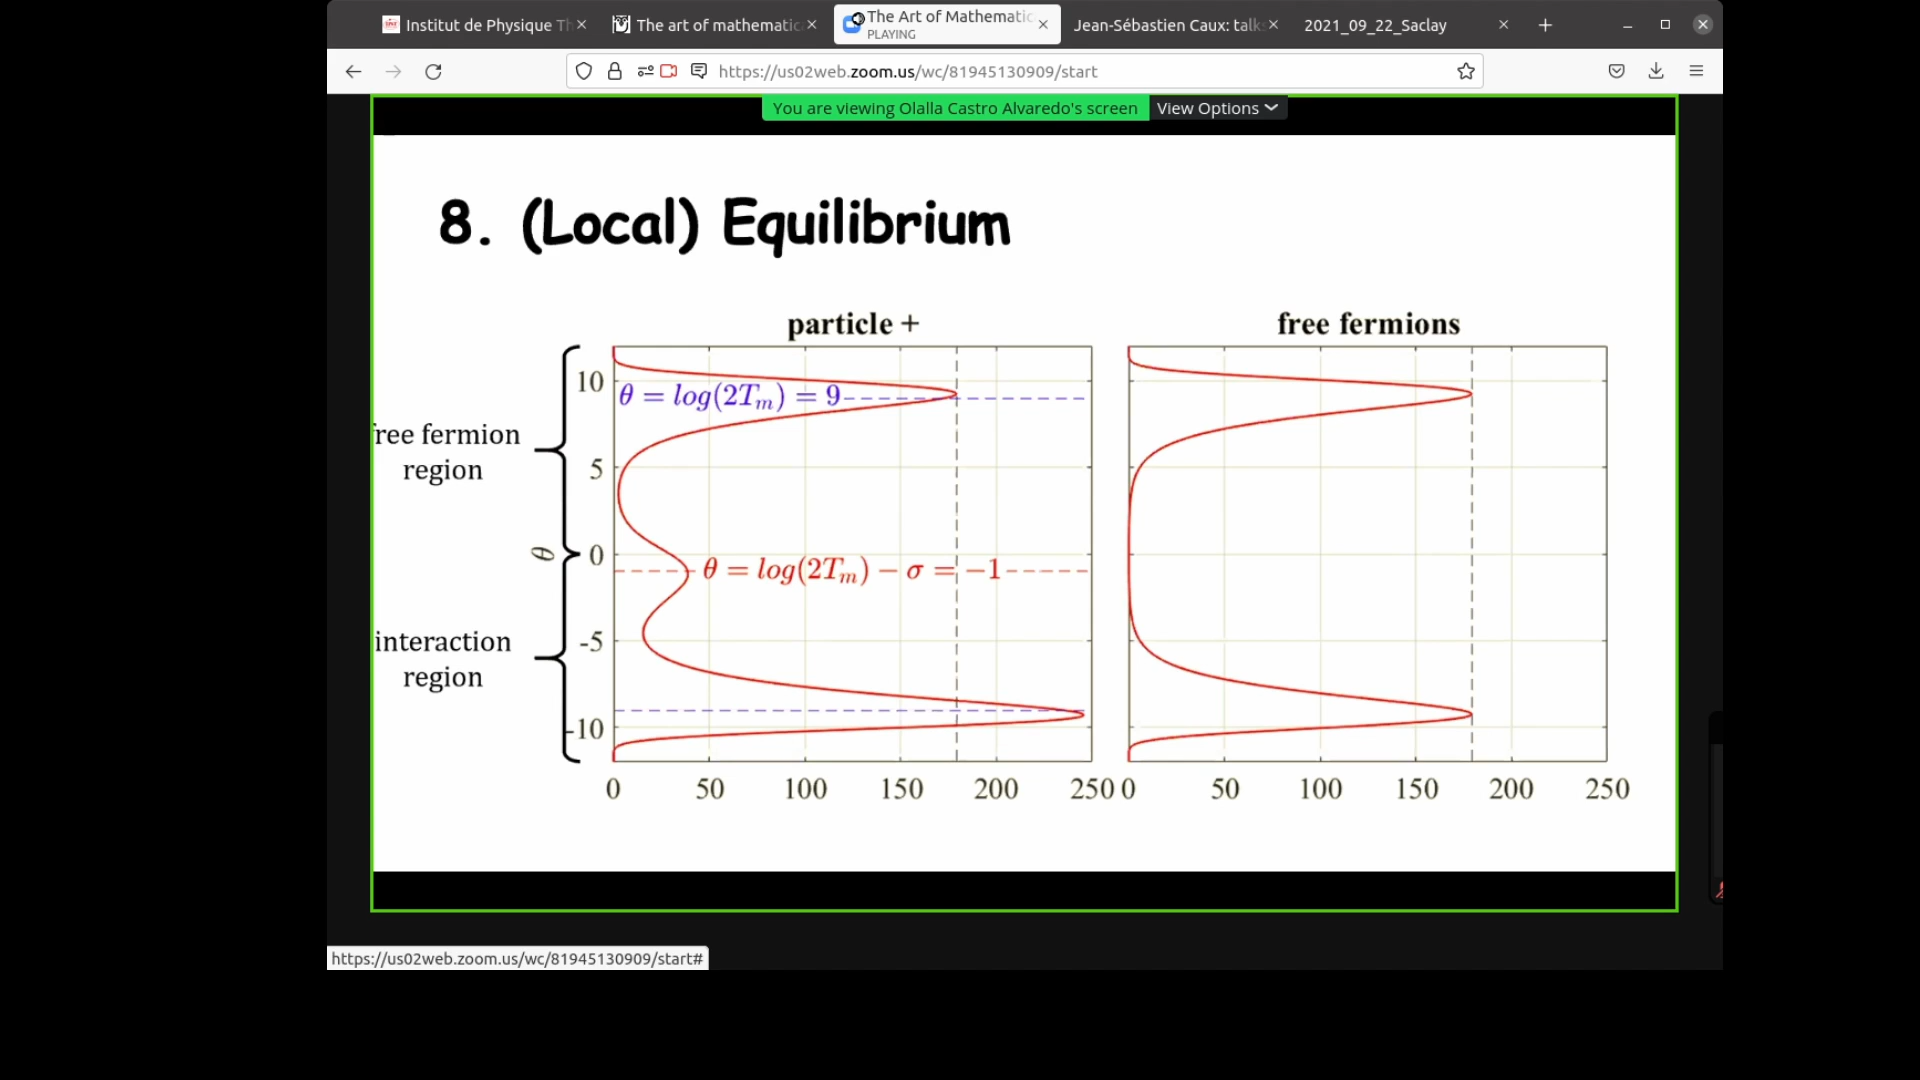 Institut de Physique Th
The art of mathematic
The Art of Mathematic
PLAYING
Jean-Sébastien Caux: talk
2021_09_22_Saclay
https://us02web.zoom.us/wc/81945130909/start
You are viewing Olalla Castro Alvaredo's screen
View Options
8. (Local) Equilibrium
particle +
free fermions
θ = log(2Tₘ) = 9
θ = log(2Tₘ) − σ = −1
ree fermion
region
interaction
region
θ
10
5
0
-5
-10
0 50 100 150 200 250
0 50 100 150 200 250
https://us02web.zoom.us/wc/81945130909/start#